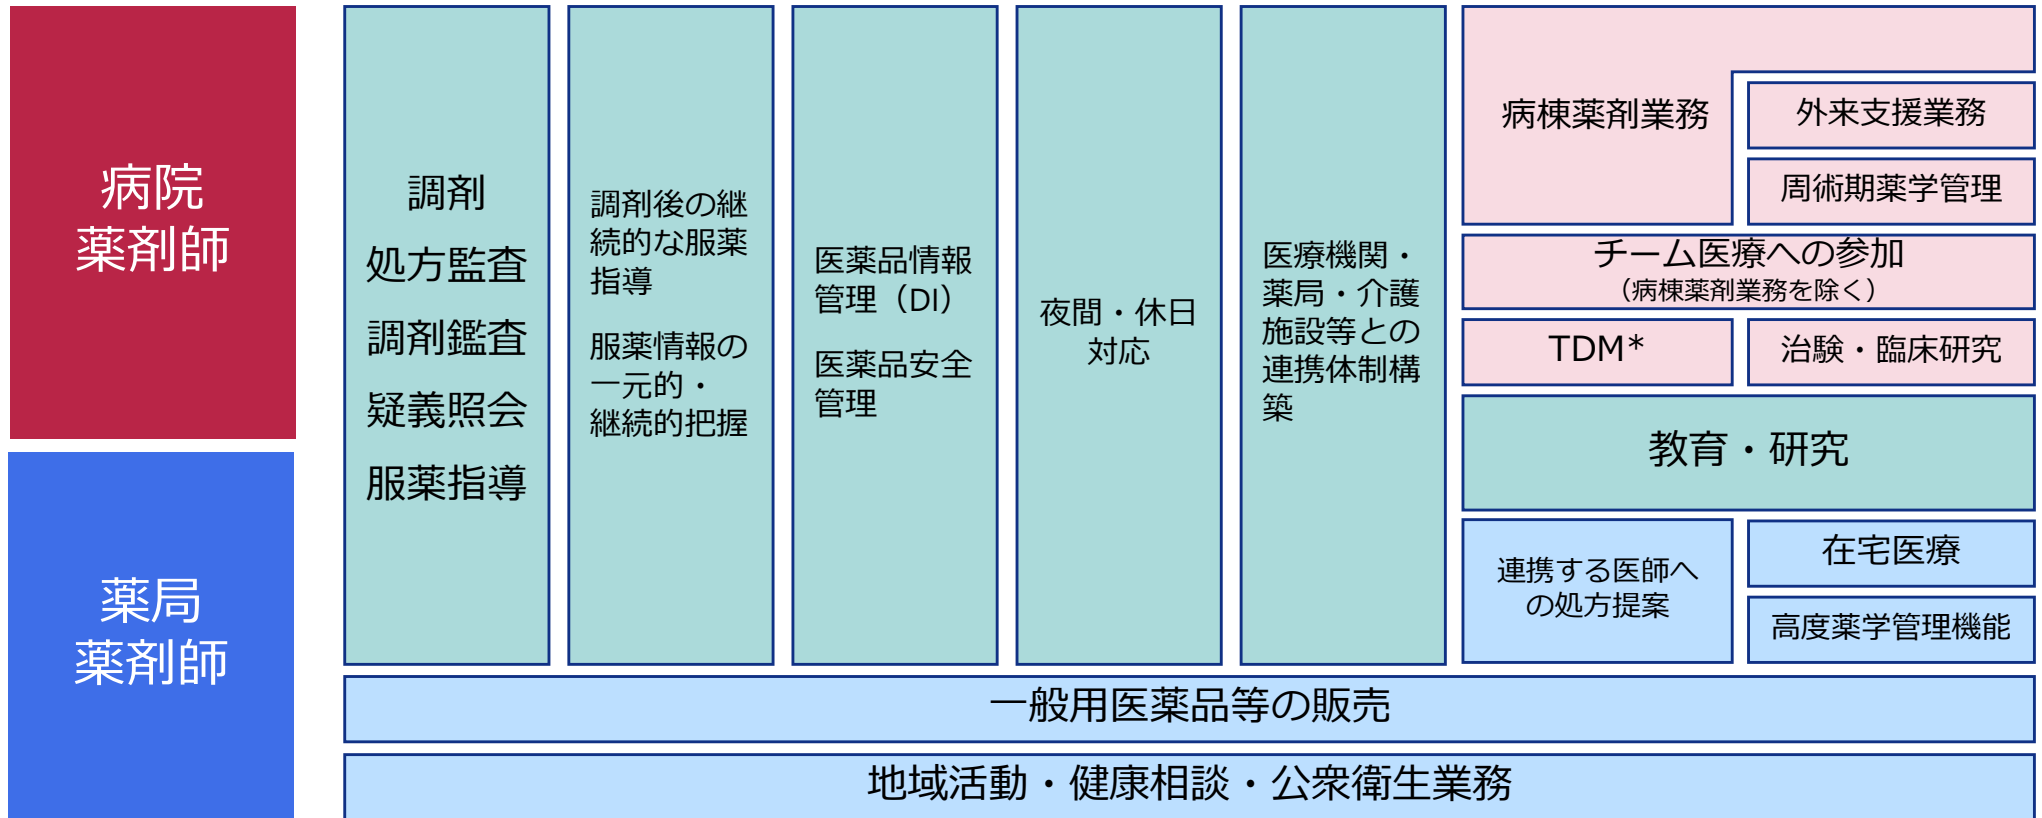 病院
薬剤師
薬局
薬剤師
調剤
処方監査
調剤鑑査
疑義照会
服薬指導
調剤後の継
続的な服薬
指導
服薬情報の
一元的・
継続的把握
医薬品情報
管理（DI）
医薬品安全
管理
夜間・休日
対応
医療機関・
薬局・介護
施設等との
連携体制構
築
病棟薬剤業務
外来支援業務
周術期薬学管理
チーム医療への参加
（病棟薬剤業務を除く）
TDM*
治験・臨床研究
教育・研究
連携する医師へ
の処方提案
在宅医療
高度薬学管理機能
一般用医薬品等の販売
地域活動・健康相談・公衆衛生業務